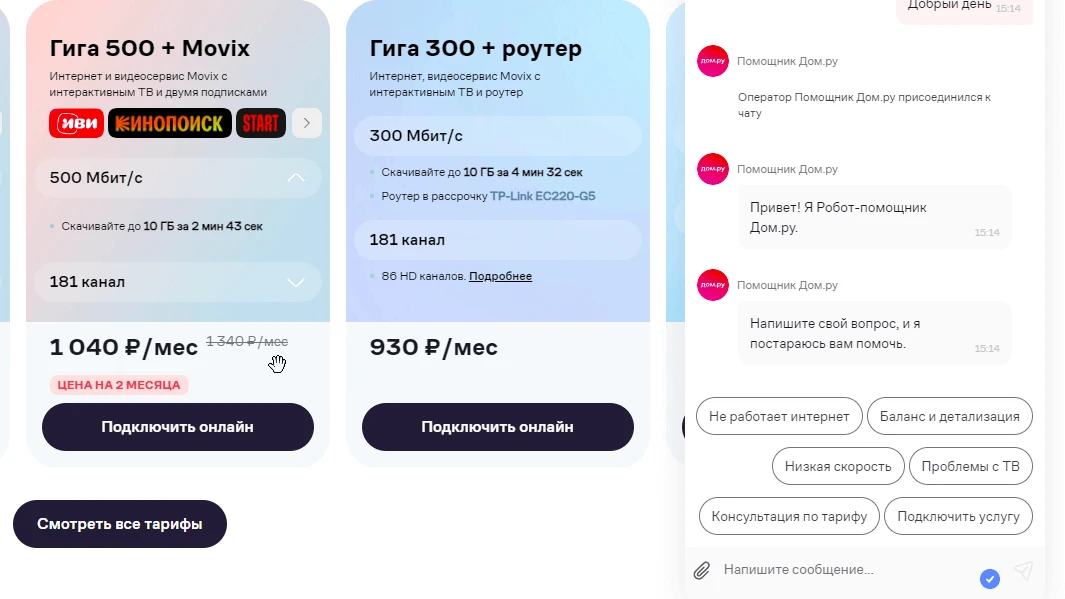 Гига 500 + Movix
Интернет и видеосервис Movix с
интерактивным ТВ и двумя подписками
иви
КИНОПОИСК
START
500 Мбит/с
Скачивайте до 10 ГБ за 2 мин 43 сек
181 канал
1 040 ₽/мес 1 340 ₽/мес
ЦЕНА НА 2 МЕСЯЦА
Подключить онлайн
Гига 300 + роутер
Интернет, видеосервис Movix с
интерактивным ТВ и роутер
300 Мбит/с
Скачивайте до 10 ГБ за 4 мин 32 сек
Роутер в рассрочку TP-Link EC220-G5
181 канал
86 HD каналов. Подробнее
930 ₽/мес
Подключить онлайн
Смотреть все тарифы
Добрый день 15:14
дом.ру
Помощник Дом.ру
Оператор Помощник Дом.ру присоединился к
чату
дом.ру
Помощник Дом.ру
Привет! Я Робот-помощник
Дом.ру.
15:14
дом.ру
Помощник Дом.ру
Напишите свой вопрос, и я
постараюсь вам помочь.
15:14
Не работает интернет
Баланс и детализация
Низкая скорость
Проблемы с ТВ
Консультация по тарифу
Подключить услугу
Напишите сообщение...